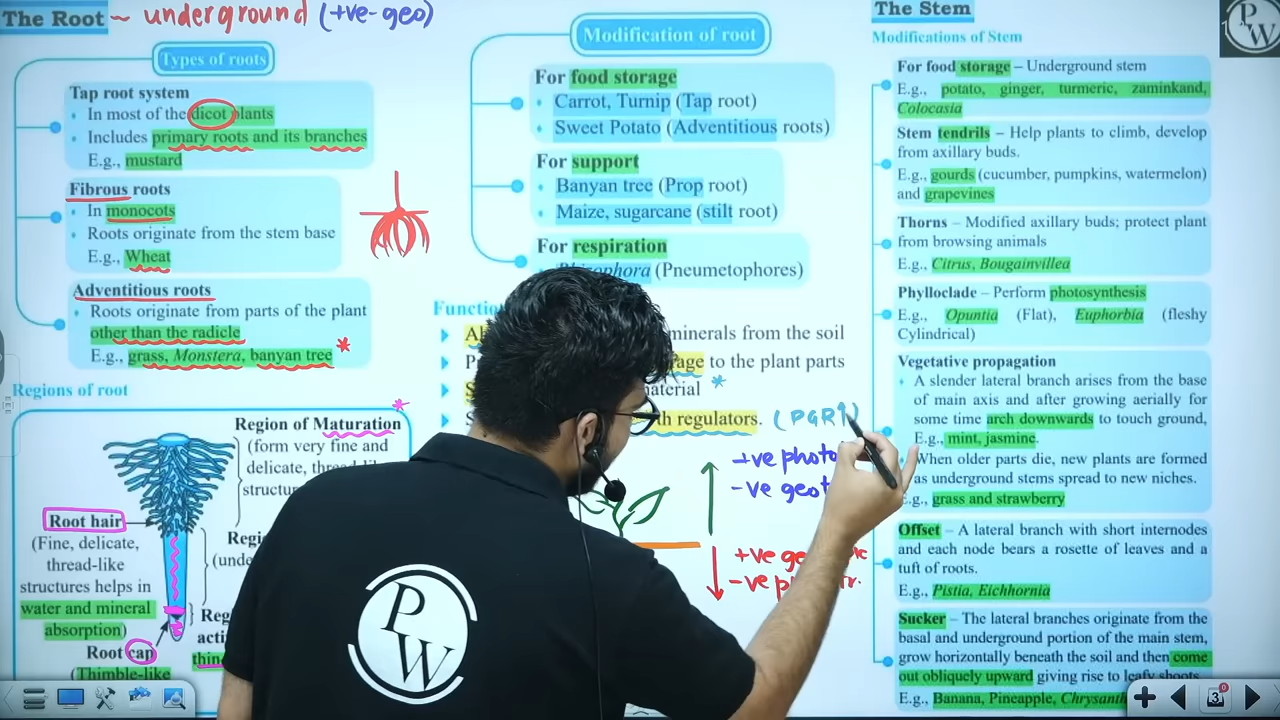 The Root ~ underground (+ve-geo)
Types of roots
Tap root system
• In most of the dicot plants
• Includes primary roots and its branches
E.g., mustard
Fibrous roots
• In monocots
• Roots originate from the stem base
E.g., Wheat
Adventitious roots
• Roots originate from parts of the plant
other than the radicle
E.g., grass, Monstera, banyan tree *
Regions of root
Region of Maturation *
(form very fine and
delicate,
Root hair
(Fine, delicate,
thread-like
structures helps in
water and mineral
absorption)
Root cap
(Thimble-like
Modification of root
For food storage
• Carrot, Turnip (Tap root)
• Sweet Potato (Adventitious roots)
For support
• Banyan tree (Prop root)
• Maize, sugarcane (stilt root)
For respiration
(Pneumetophores)
minerals from the soil
to the plant parts
*
regulators. (PGR↑)
+ve photo
-ve
+ve
-ve
The Stem
Modifications of Stem
For food storage – Underground stem
E.g., potato, ginger, turmeric, zaminkand,
Colocasia
Stem tendrils – Help plants to climb, develop
from axillary buds.
E.g., gourds (cucumber, pumpkins, watermelon)
and grapevines
Thorns – Modified axillary buds; protect plant
from browsing animals
E.g., Citrus, Bougainvillea
Phylloclade – Perform photosynthesis
E.g., Opuntia (Flat), Euphorbia (fleshy
Cylindrical)
Vegetative propagation
• A slender lateral branch arises from the base
of main axis and after growing aerially for
some time arch downwards to touch ground,
E.g., mint, jasmine.
When older parts die, new plants are formed
as underground stems spread to new niches.
E.g., grass and strawberry
Offset – A lateral branch with short internodes
and each node bears a rosette of leaves and a
tuft of roots.
E.g., Pistia, Eichhornia
Sucker – The lateral branches originate from the
basal and underground portion of the main stem,
grow horizontally beneath the soil and then come
out obliquely upward giving rise to leafy shoots
E.g., Banana, Pineapple,
P
W
P
W
3